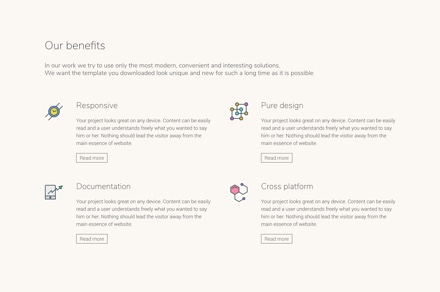 Our benefits
In our work we try to use only the most modern, convenient and interesting solutions.
We want the template you downloaded look unique and new for such a long time as it is possible
Responsive
Your project looks great on any device. Content can be easily
read and a user understands freely what you wanted to say
him or her. Nothing should lead the visitor away from the
main essence of website.
Read more
Pure design
Your project looks great on any device. Content can be easily
read and a user understands freely what you wanted to say
him or her. Nothing should lead the visitor away from the
main essence of website.
Read more
Documentation
Your project looks great on any device. Content can be easily
read and a user understands freely what you wanted to say
him or her. Nothing should lead the visitor away from the
main essence of website.
Read more
Cross platform
Your project looks great on any device. Content can be easily
read and a user understands freely what you wanted to say
him or her. Nothing should lead the visitor away from the
main essence of website.
Read more